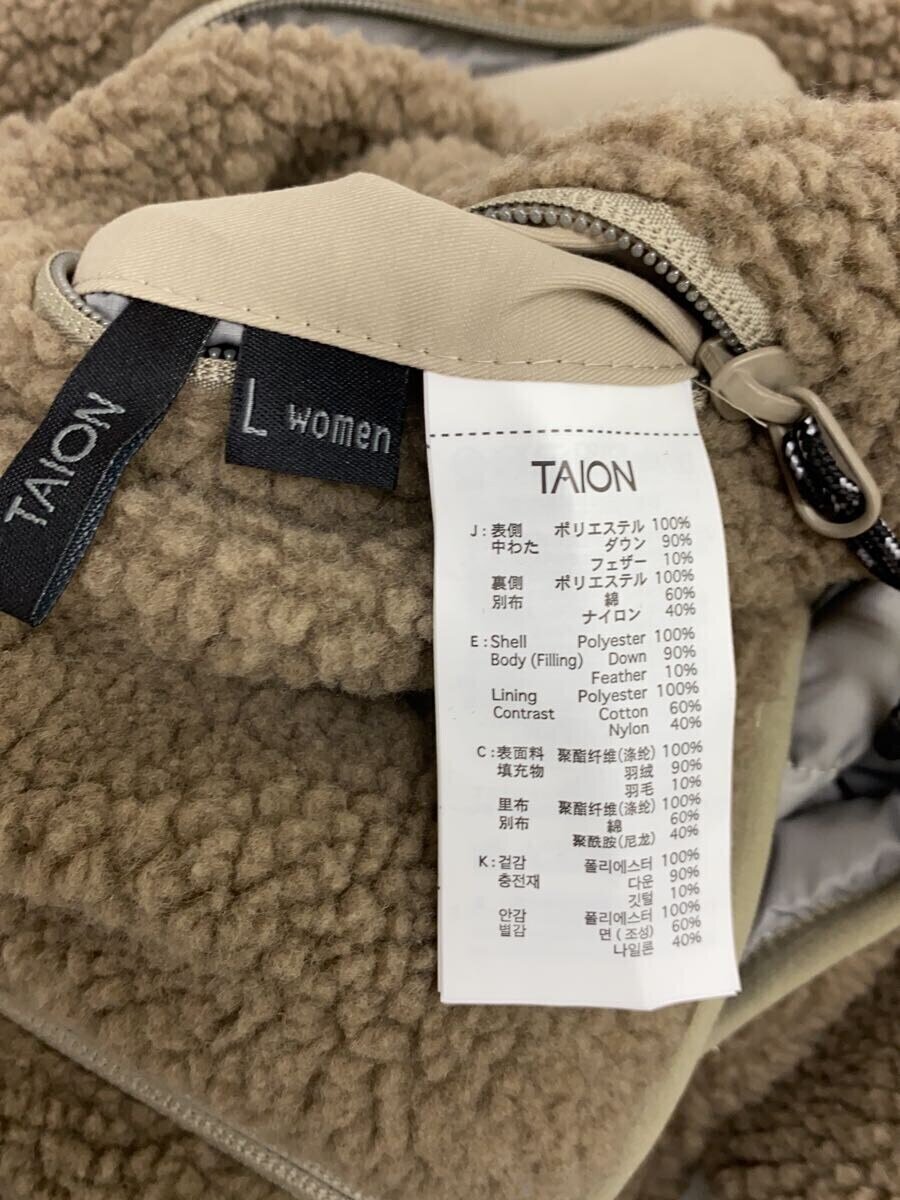 TAION
L women
TAION
J : 表側 ポリエステル 100%
中わた ダウン 90%
フェザー 10%
裏側 ポリエステル 100%
別布 綿 60%
ナイロン 40%
E : Shell Polyester 100%
Body (Filling) Down 90%
Feather 10%
Lining Polyester 100%
Contrast Cotton 60%
Nylon 40%
C : 表面料 聚酯纤维(涤纶) 100%
填充物 羽绒 90%
羽毛 10%
里布 聚酯纤维(涤纶) 100%
別布 綿 60%
聚酰胺(尼龙) 40%
K : 겉감 폴리에스터 100%
충전재 다운 90%
깃털 10%
안감 폴리에스터 100%
별감 면 ( 조성) 60%
나일론 40%